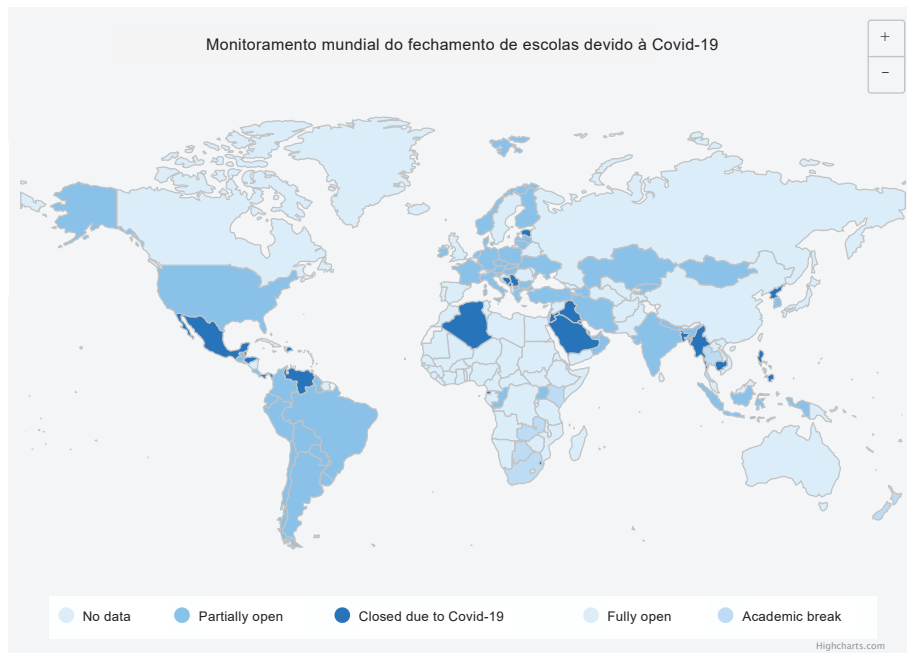 Monitoramento mundial do fechamento de escolas devido à Covid-19
+
−
No data
Partially open
Closed due to Covid-19
Fully open
Academic break
Highcharts.com